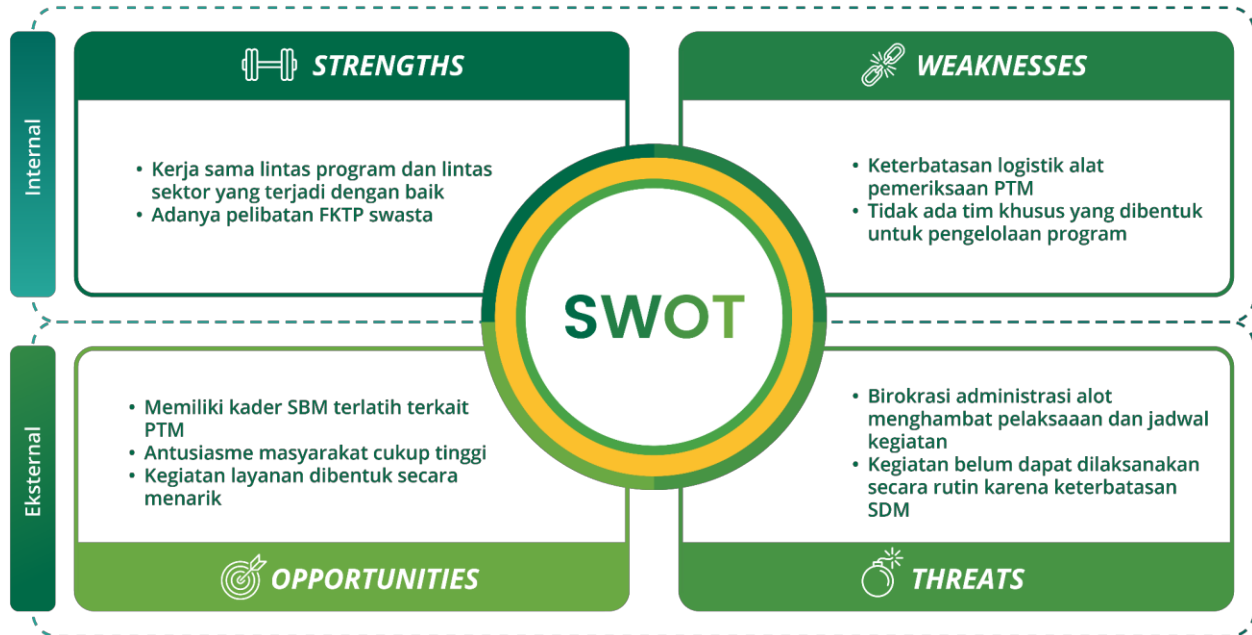 Internal
STRENGTHS
• Kerja sama lintas program dan lintas
sektor yang terjadi dengan baik
• Adanya pelibatan FKTP swasta
WEAKNESSES
• Keterbatasan logistik alat
pemeriksaan PTM
• Tidak ada tim khusus yang dibentuk
untuk pengelolaan program
SWOT
Eksternal
• Memiliki kader SBM terlatih terkait
PTM
• Antusiasme masyarakat cukup tinggi
• Kegiatan layanan dibentuk secara
menarik
OPPORTUNITIES
• Birokrasi administrasi alot
menghambat pelaksaaan dan jadwal
kegiatan
• Kegiatan belum dapat dilaksanakan
secara rutin karena keterbatasan
SDM
THREATS